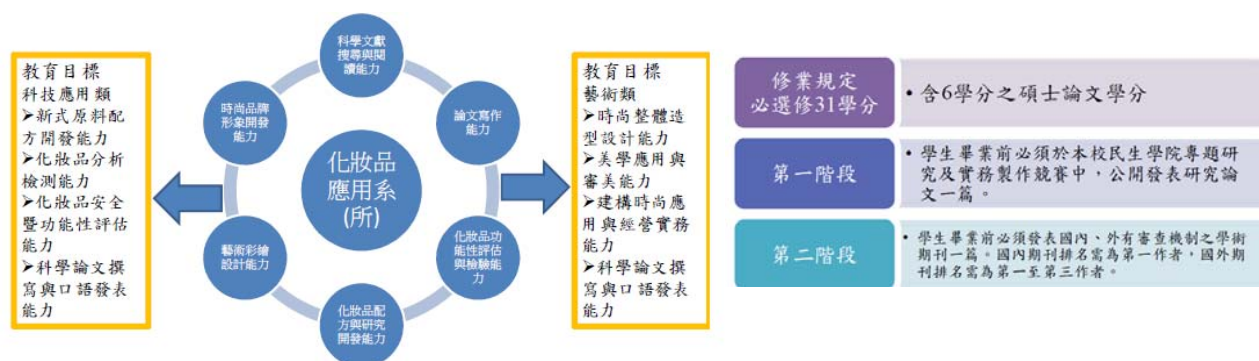 教育目標
科技應用類
➤新式原料配
方開發能力
➤化妝品分析
檢測能力
➤化妝品安全
暨功能性評估
能力
➤科學論文撰
寫與口語發表
能力
科學文獻
搜尋與閱
讀能力
論文寫作
能力
化妝品功
能性評估
與檢驗能
力
化妝品配
方與研究
開發能力
藝術彩繪
設計能力
時尚品牌
形象開發
能力
化妝品
應用系
(所)
教育目標
藝術類
➤時尚整體造
型設計能力
➤美學應用與
審美能力
➤建構時尚應
用與經營實務
能力
➤科學論文撰
寫與口語發表
能力
修業規定
必選修31學分
•含6學分之碩士論文學分
第一階段
•學生畢業前必須於本校民生學院專題研
究及實務製作競賽中，公開發表研究論
文一篇。
第二階段
•學生畢業前必須發表國內、外有審查機制之學術
期刊一篇。國內期刊排名需為第一作者，國外期
刊排名需為第一至第三作者。